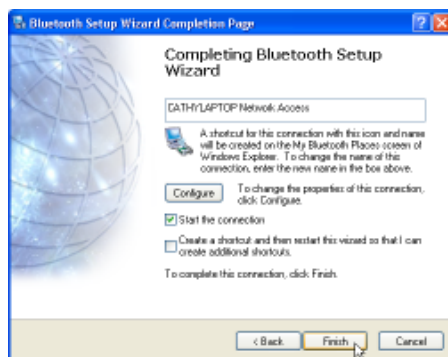 Bluetooth Setup Wizard Completion Page
Completing Bluetooth Setup
Wizard
CATHYLAPTOP Network Access
A shortcut for this connection with this icon and name
will be created on the My Bluetooth Places screen of
Windows Explorer. To change the name of this
connection, enter the new name in the box above.
Configure
To change the properties of this connection,
click Configure.
Start the connection
Create a shortcut and then restart this wizard so that I can
create additional shortcuts.
To complete this connection, click Finish.
< Back
Finish
Cancel